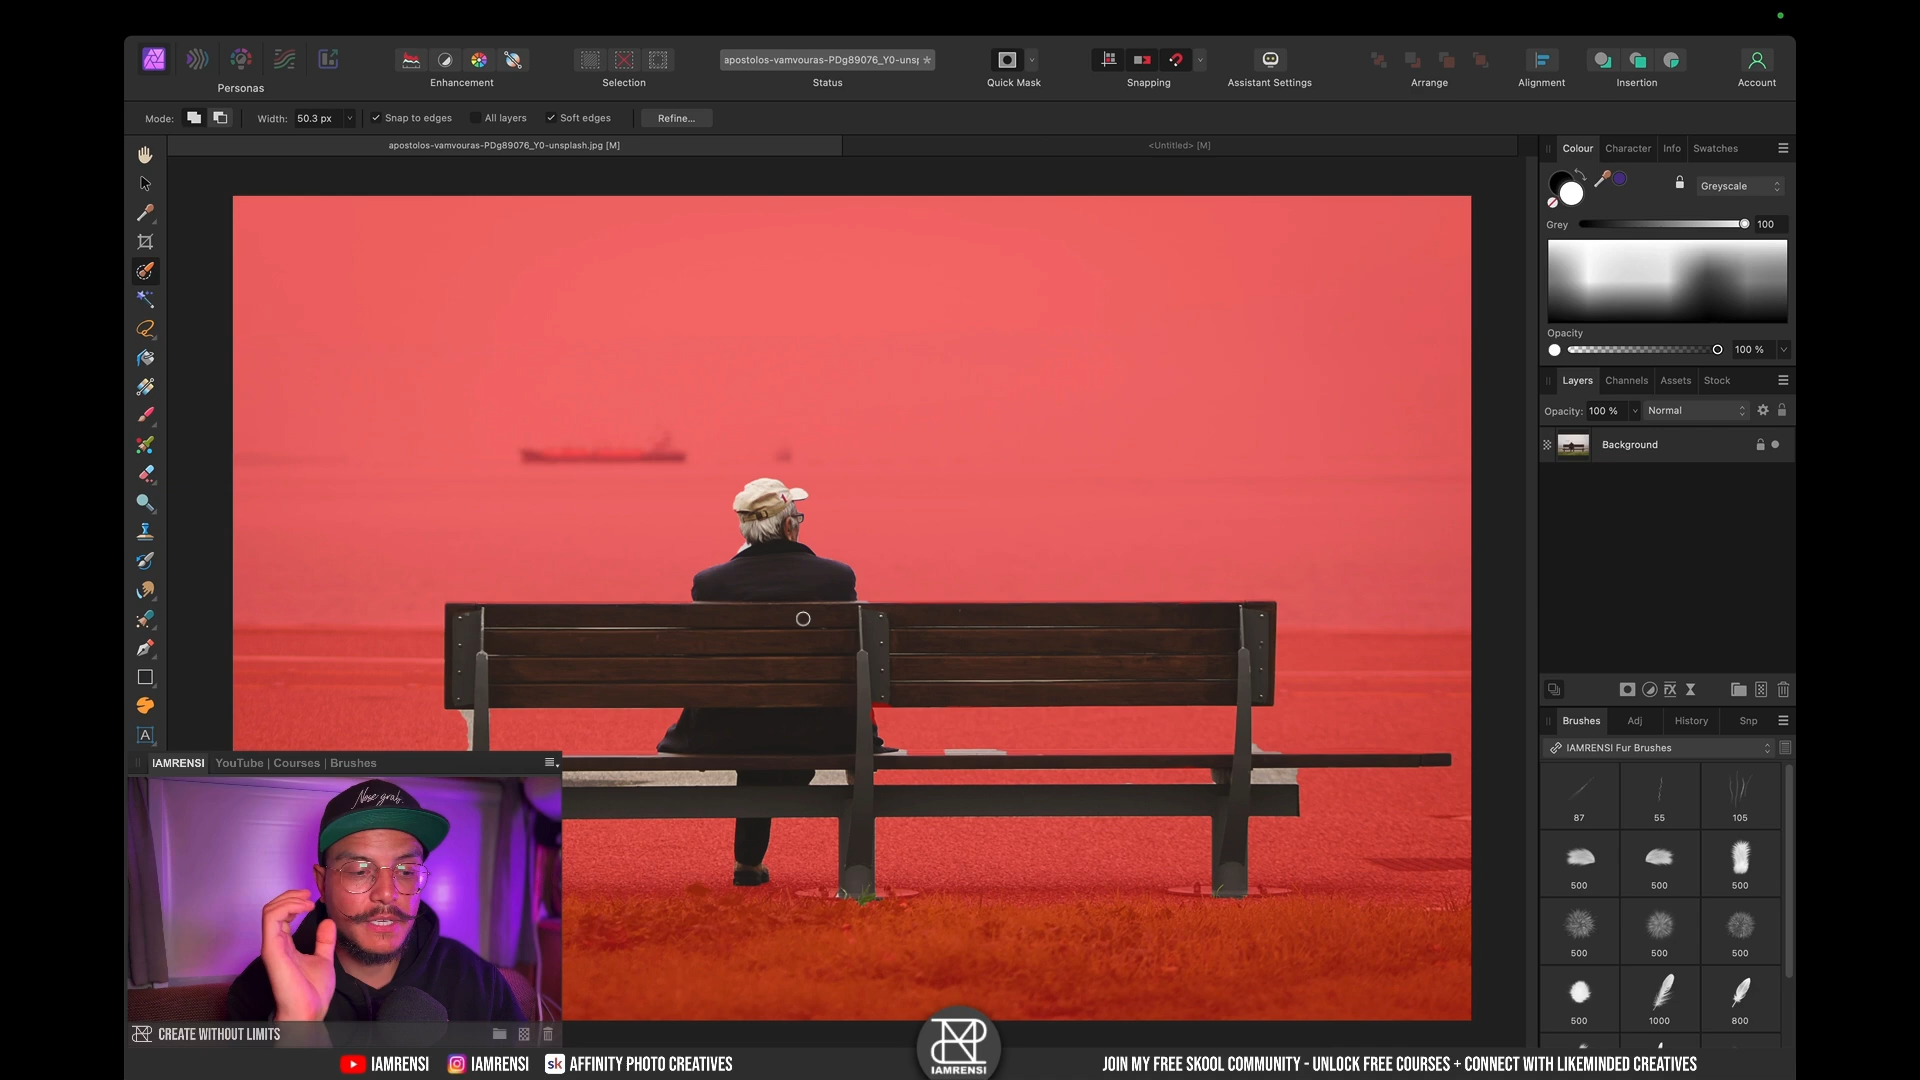 Personas
Enhancement
Selection
apostolos-vamvouras-PDg89076_Y0-unsp *
Status
Quick Mask
Snapping
Assistant Settings
Arrange
Alignment
Insertion
Account
Mode:
Width: 50.3 px
Snap to edges
All layers
Soft edges
Refine...
apostolos-vamvouras-PDg89076_Y0-unsplash.jpg [M]
<Untitled> [M]
Colour Character Info Swatches
Greyscale
Grey 100
Opacity
100 %
Layers Channels Assets Stock
Opacity: 100 % Normal
Background
Brushes Adj History Snp
IAMRENSI Fur Brushes
87 55 105
500 500 500
500 500 500
500 1000 800
A
IAMRENSI YouTube | Courses | Brushes
Nose grab.
CREATE WITHOUT LIMITS
IAMRENSI
IAMRENSI
sk AFFINITY PHOTO CREATIVES
IAMRENSI
JOIN MY FREE SKOOL COMMUNITY - UNLOCK FREE COURSES + CONNECT WITH LIKEMINDED CREATIVES